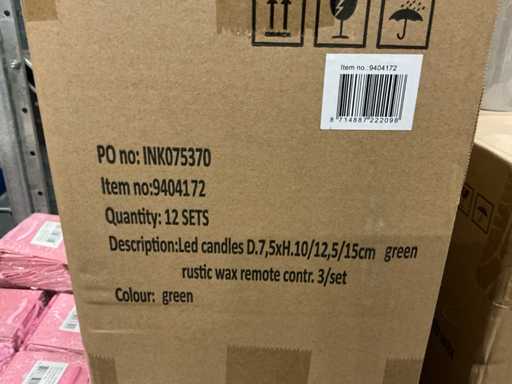 Item no.:9404172
8 714887 222098
PO no: INK075370
Item no:9404172
Quantity: 12 SETS
Description:Led candles D.7,5xH.10/12,5/15cm green
rustic wax remote contr. 3/set
Colour: green